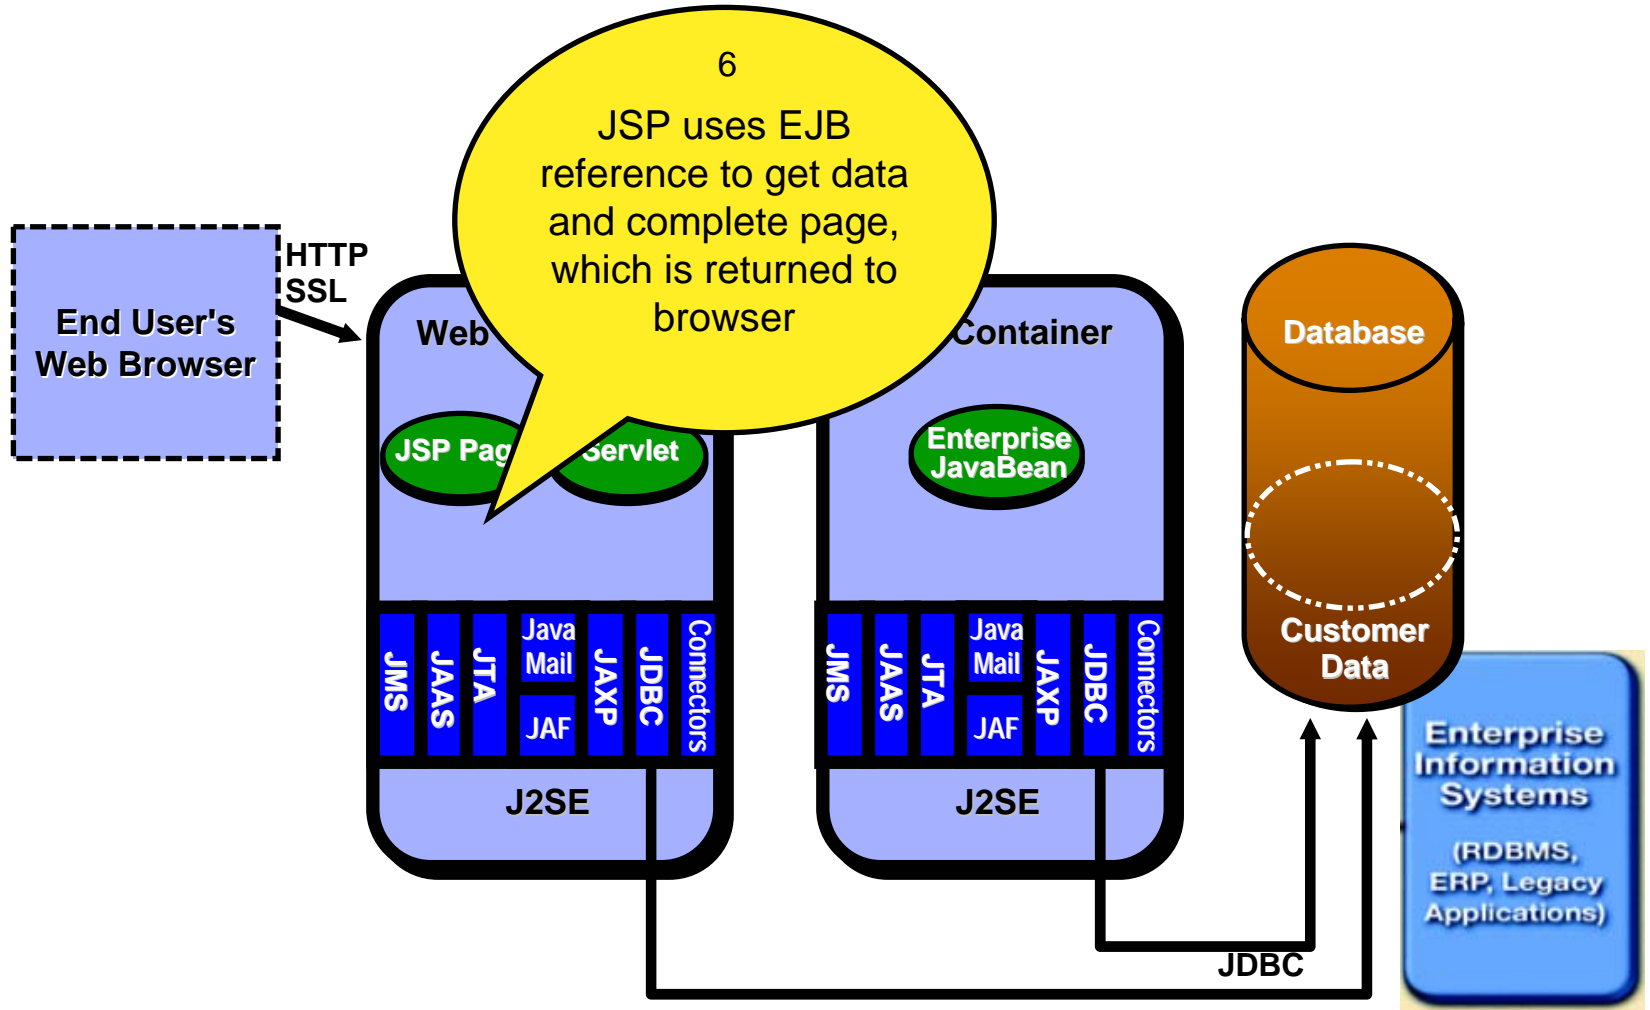 6
JSP uses EJB
reference to get data
and complete page,
which is returned to
browser
HTTP
SSL
End User's
Web Browser
Web
Container
JSP Pag
Servlet
Enterprise
JavaBean
JMS
JAAS
JTA
Java
Mail
JAF
JAXP
JDBC
Connectors
J2SE
JMS
JAAS
JTA
Java
Mail
JAF
JAXP
JDBC
Connectors
J2SE
Database
Customer
Data
JDBC
Enterprise
Information
Systems
(RDBMS,
ERP, Legacy
Applications)